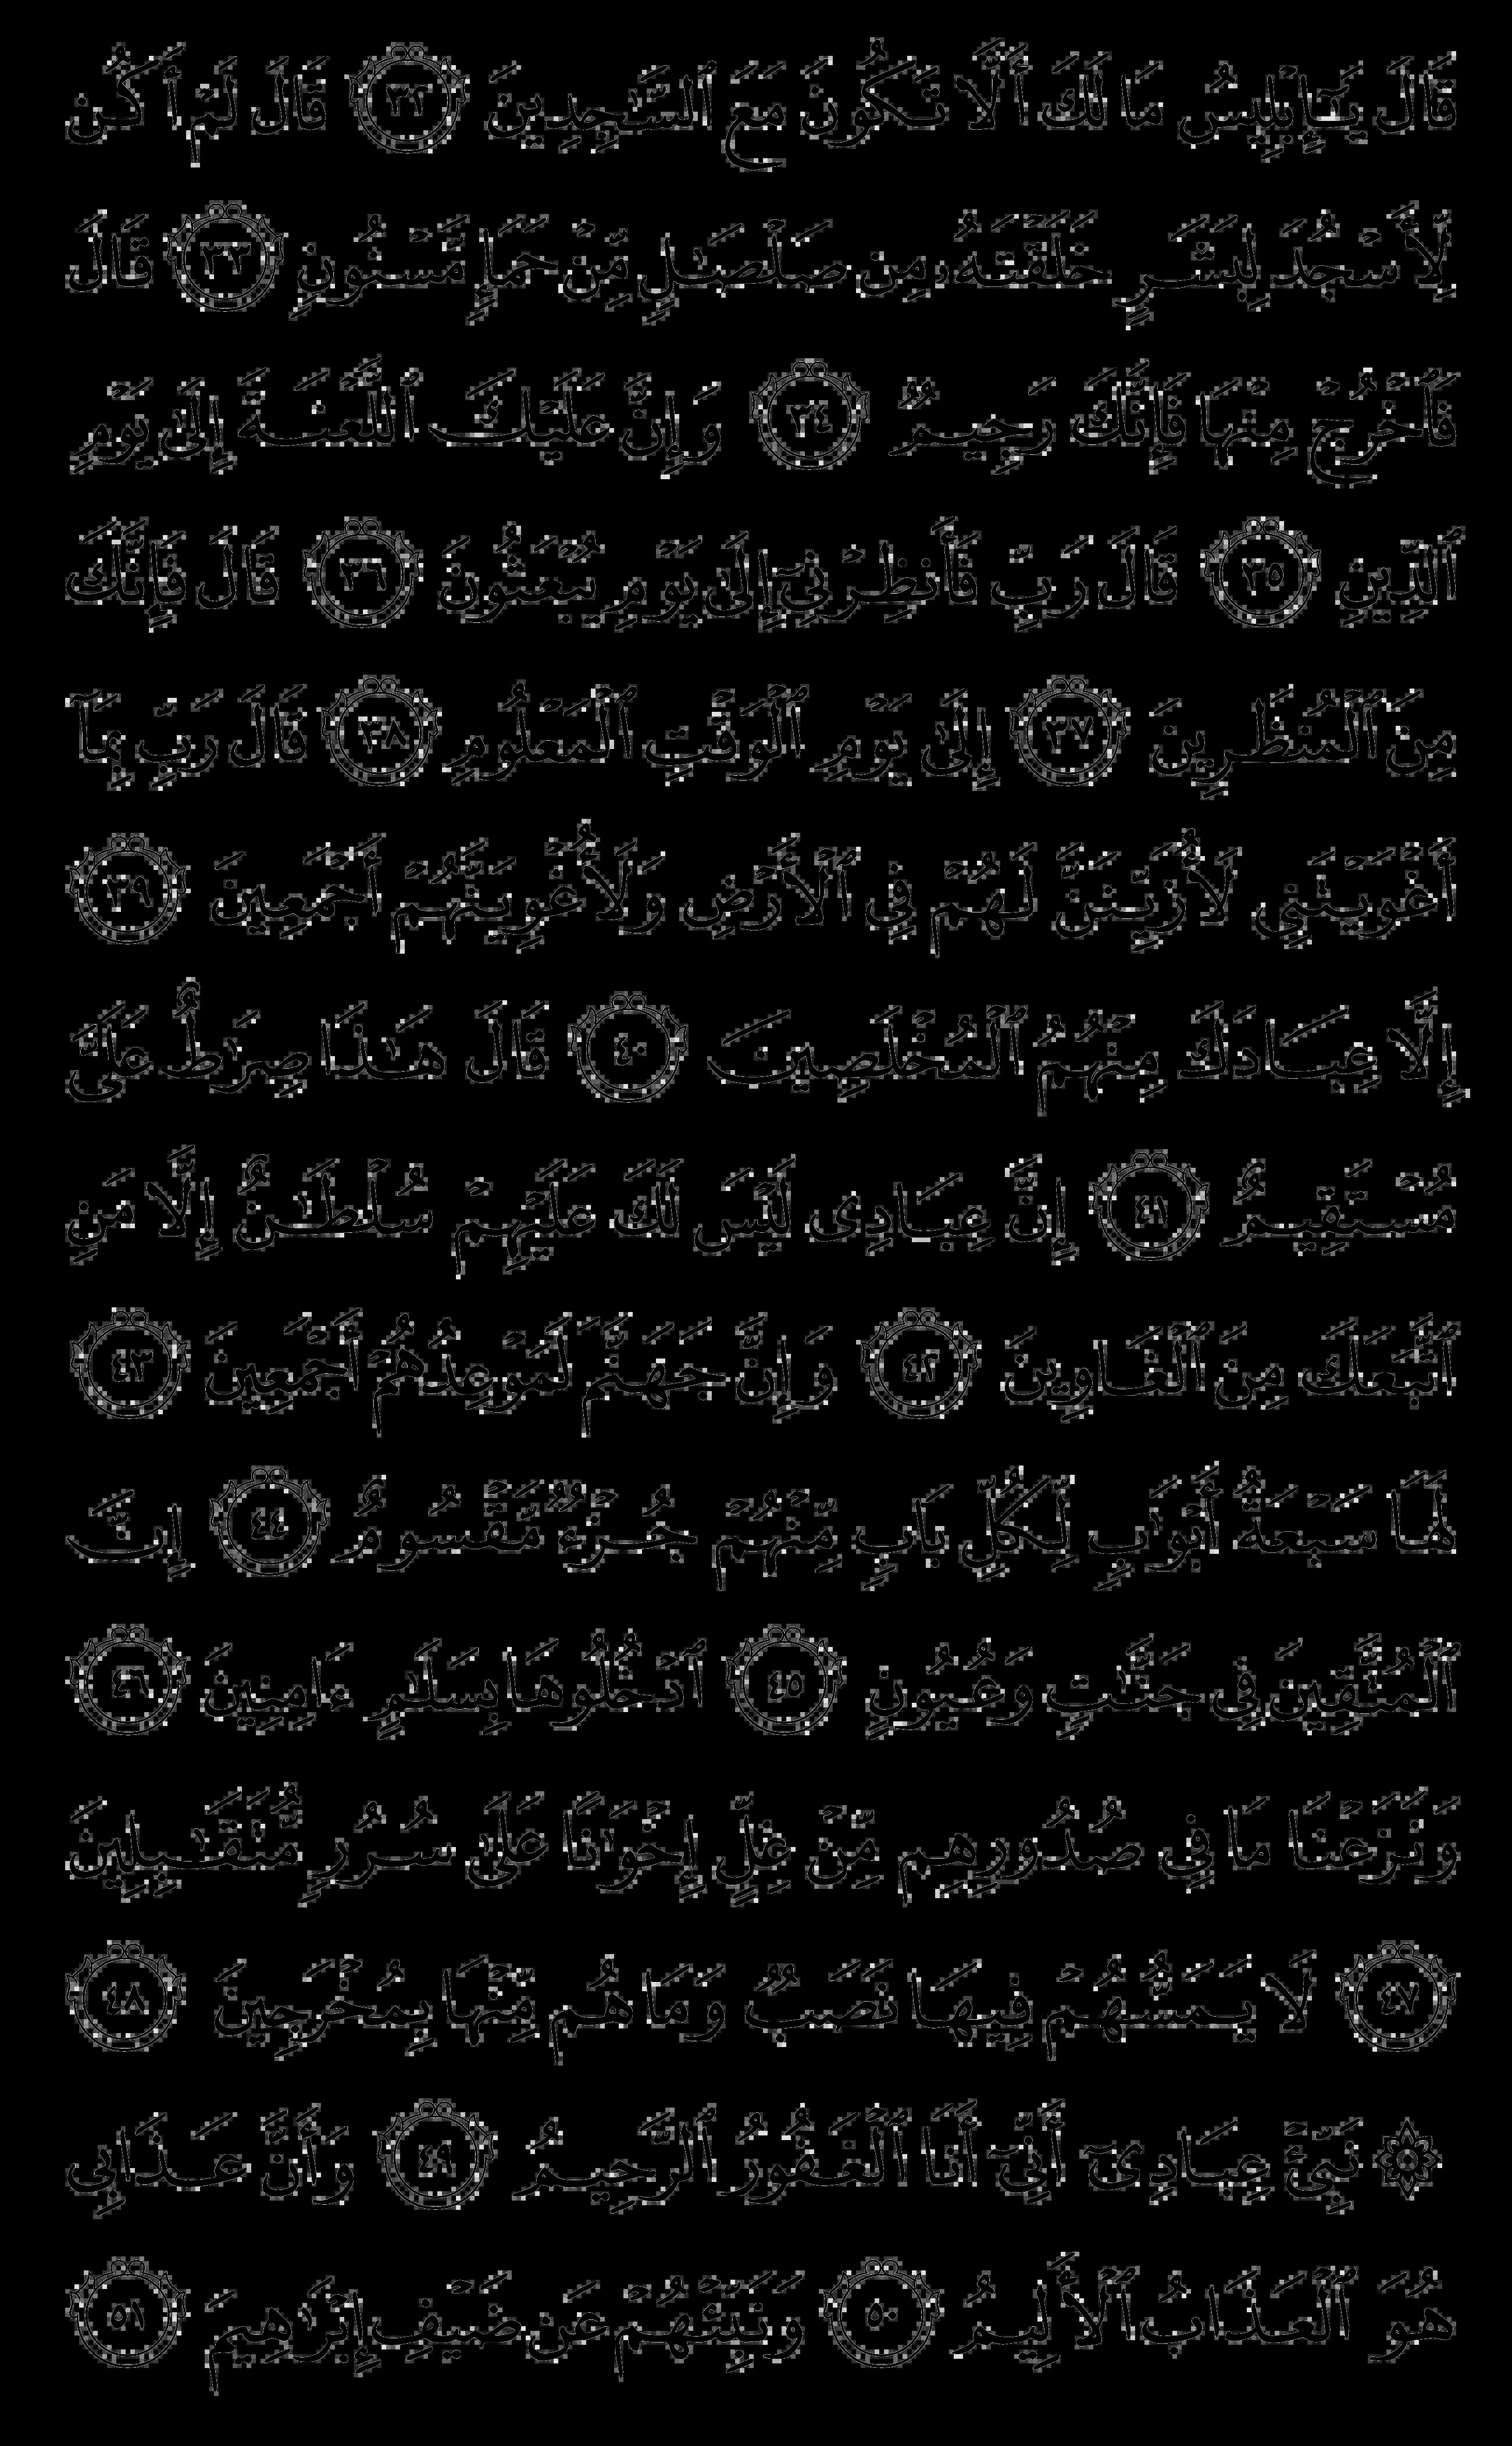 قَالَ يَـٰٓإِبْلِيسُ مَا لَكَ أَلَّا تَكُونَ مَعَ ٱلسَّـٰجِدِينَ ٣٢ قَالَ لَمْ أَكُن
لِّأَسْجُدَ لِبَشَرٍ خَلَقْتَهُۥ مِن صَلْصَـٰلٍ مِّنْ حَمَإٍ مَّسْنُونٍ ٣٣ قَالَ
فَٱخْرُجْ مِنْهَا فَإِنَّكَ رَجِيمٌ ٣٤ وَإِنَّ عَلَيْكَ ٱللَّعْنَةَ إِلَىٰ يَوْمِ
ٱلدِّينِ ٣٥ قَالَ رَبِّ فَأَنظِرْنِىٓ إِلَىٰ يَوْمِ يُبْعَثُونَ ٣٦ قَالَ فَإِنَّكَ
مِنَ ٱلْمُنظَرِينَ ٣٧ إِلَىٰ يَوْمِ ٱلْوَقْتِ ٱلْمَعْلُومِ ٣٨ قَالَ رَبِّ بِمَآ
أَغْوَيْتَنِى لَأُزَيِّنَنَّ لَهُمْ فِى ٱلْأَرْضِ وَلَأُغْوِيَنَّهُمْ أَجْمَعِينَ ٣٩
إِلَّا عِبَادَكَ مِنْهُمُ ٱلْمُخْلَصِينَ ٤٠ قَالَ هَـٰذَا صِرَٰطٌ عَلَىَّ
مُسْتَقِيمٌ ٤١ إِنَّ عِبَادِى لَيْسَ لَكَ عَلَيْهِمْ سُلْطَـٰنٌ إِلَّا مَنِ
ٱتَّبَعَكَ مِنَ ٱلْغَاوِينَ ٤٢ وَإِنَّ جَهَنَّمَ لَمَوْعِدُهُمْ أَجْمَعِينَ ٤٣
لَهَا سَبْعَةُ أَبْوَٰبٍ لِّكُلِّ بَابٍ مِّنْهُمْ جُزْءٌ مَّقْسُومٌ ٤٤ إِنَّ
ٱلْمُتَّقِينَ فِى جَنَّـٰتٍ وَعُيُونٍ ٤٥ ٱدْخُلُوهَا بِسَلَـٰمٍ ءَامِنِينَ ٤٦
وَنَزَعْنَا مَا فِى صُدُورِهِم مِّنْ غِلٍّ إِخْوَٰنًا عَلَىٰ سُرُرٍ مُّتَقَـٰبِلِينَ
٤٧ لَا يَمَسُّهُمْ فِيهَا نَصَبٌ وَمَا هُم مِّنْهَا بِمُخْرَجِينَ ٤٨
۞ نَبِّئْ عِبَادِىٓ أَنِّىٓ أَنَا ٱلْغَفُورُ ٱلرَّحِيمُ ٤٩ وَأَنَّ عَذَابِى
هُوَ ٱلْعَذَابُ ٱلْأَلِيمُ ٥٠ وَنَبِّئْهُمْ عَن ضَيْفِ إِبْرَٰهِيمَ ٥١